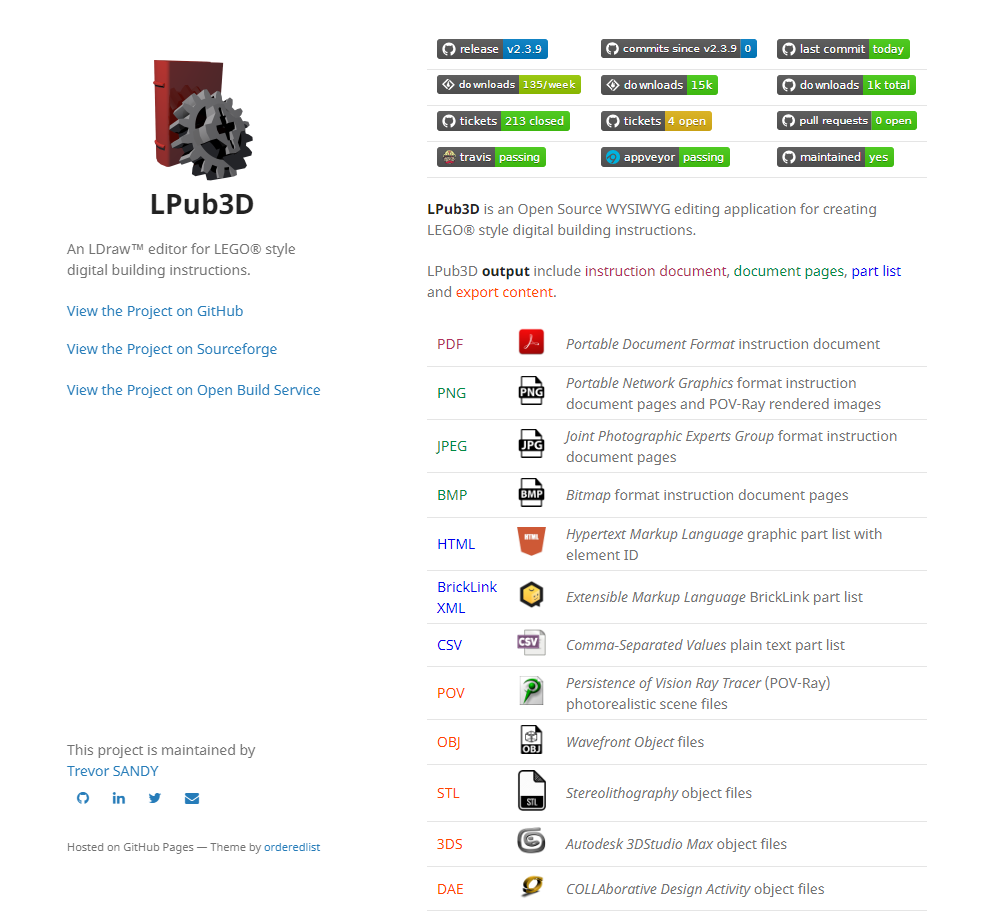 LPub3D
An LDraw™ editor for LEGO® style
digital building instructions.
View the Project on GitHub
View the Project on Sourceforge
View the Project on Open Build Service
This project is maintained by
Trevor SANDY
Hosted on GitHub Pages — Theme by orderedlist
release v2.3.9 commits since v2.3.9 0 last commit today
downloads 135/week downloads 15k downloads 1k total
tickets 213 closed tickets 4 open pull requests 0 open
travis passing appveyor passing maintained yes
LPub3D is an Open Source WYSIWYG editing application for creating
LEGO® style digital building instructions.
LPub3D output include instruction document, document pages, part list
and export content.
PDF Portable Document Format instruction document
PNG PNG Portable Network Graphics format instruction
document pages and POV-Ray rendered images
JPEG JPG Joint Photographic Experts Group format instruction
document pages
BMP BMP Bitmap format instruction document pages
HTML HTML Hypertext Markup Language graphic part list with
element ID
BrickLink
XML Extensible Markup Language BrickLink part list
CSV CSV Comma-Separated Values plain text part list
POV Persistence of Vision Ray Tracer (POV-Ray)
photorealistic scene files
OBJ OBJ Wavefront Object files
STL STL Stereolithography object files
3DS Autodesk 3DStudio Max object files
DAE COLLAborative Design Activity object files